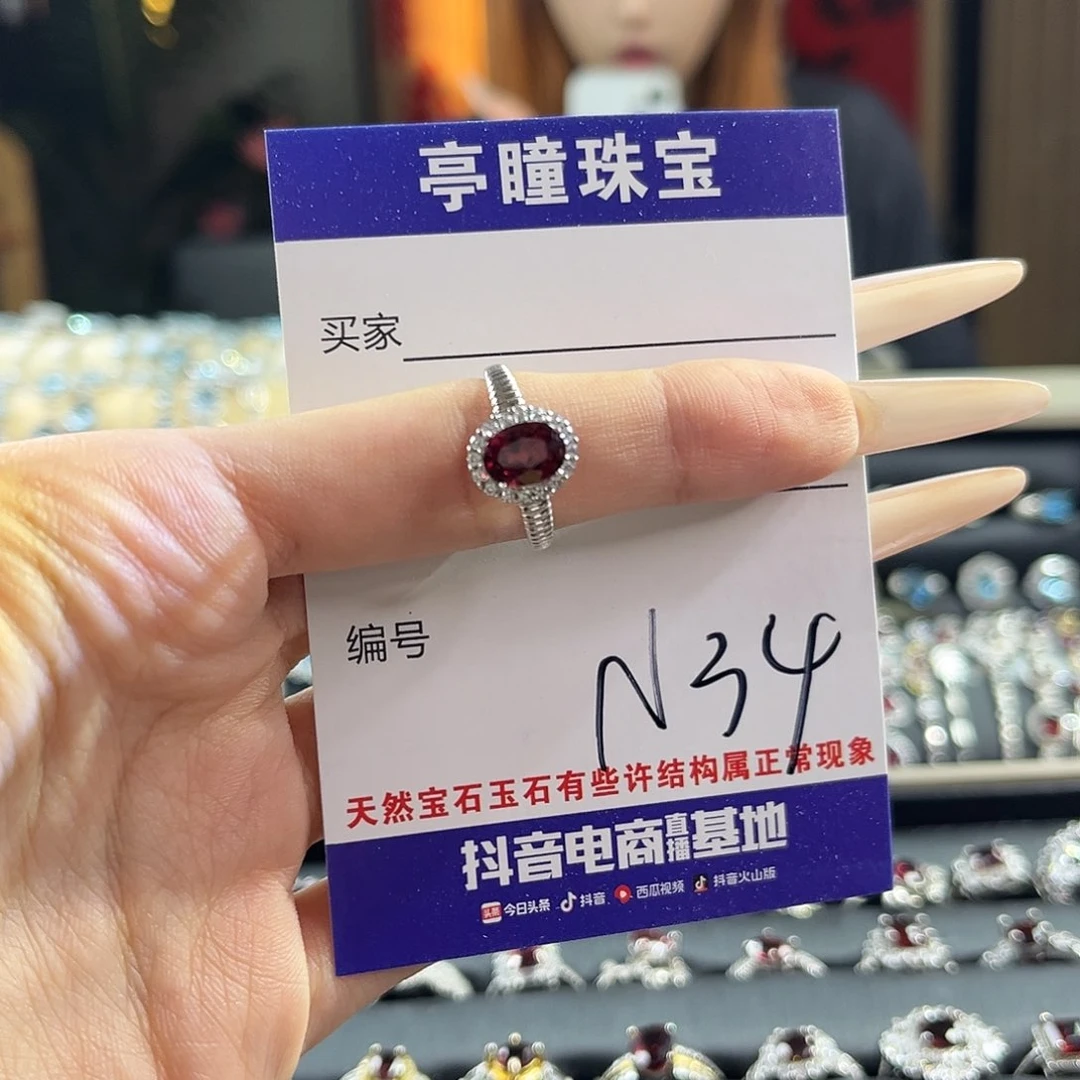 亭瞳珠宝
买家
编号
N34
天然宝石玉石有些许结构属正常现象
抖音电商直播基地
头条 今日头条 抖音 西瓜视频 抖音火山版